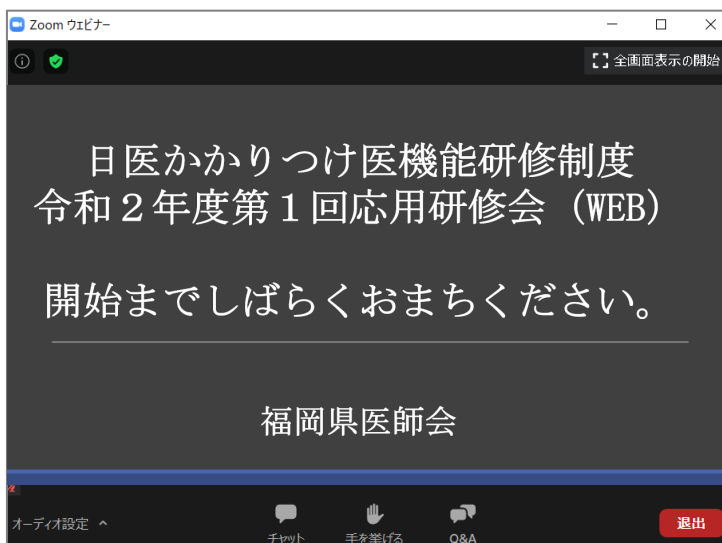 Zoom ウェビナー
全画面表示の開始
日医かかりつけ医機能研修制度
令和２年度第１回応用研修会（WEB）
開始までしばらくおまちください。
福岡県医師会
オーディオ設定
チャット
手を挙げる
Q&A
退出